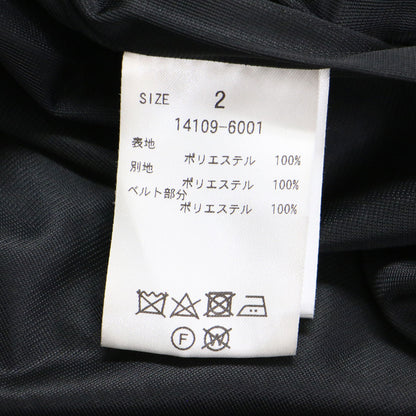 SIZE 2
14109-6001
表地
ポリエステル 100%
別地
ポリエステル 100%
ベルト部分
ポリエステル 100%
F W